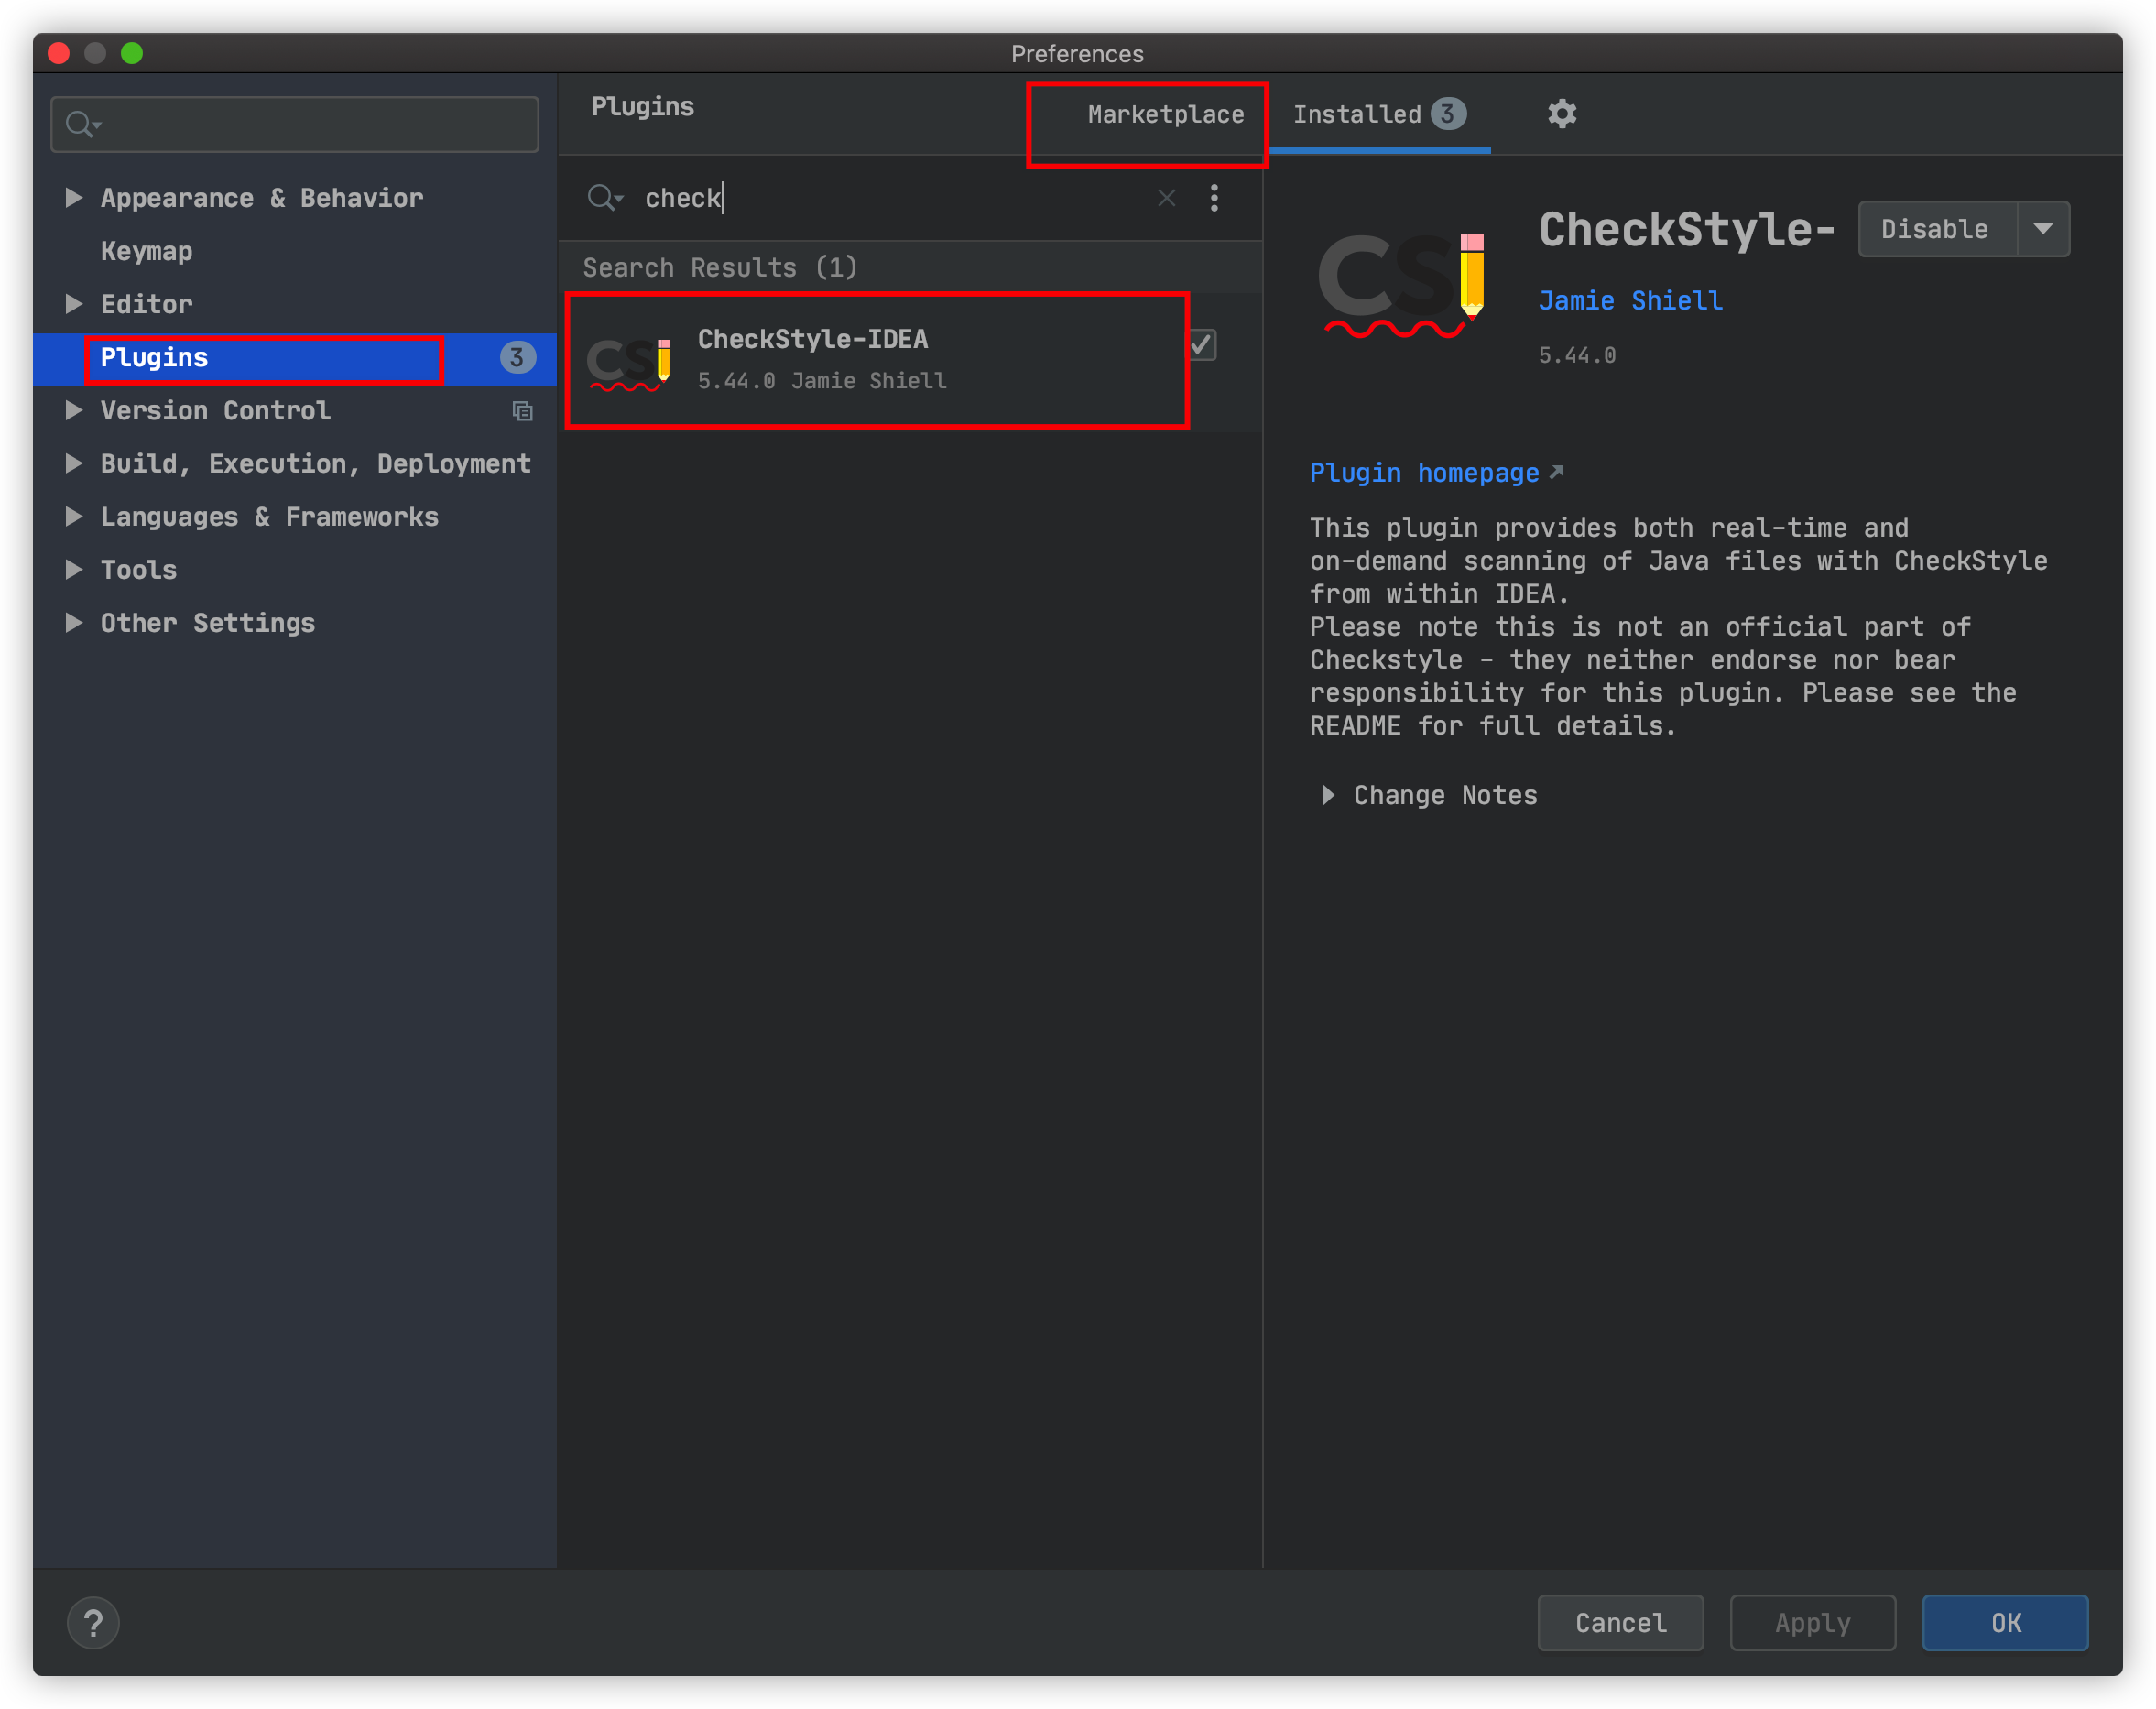 Preferences
Appearance & Behavior
Keymap
Editor
Plugins 3
Version Control
Build, Execution, Deployment
Languages & Frameworks
Tools
Other Settings
Plugins
Marketplace
Installed 3
check
Search Results (1)
CS
CheckStyle-IDEA
5.44.0 Jamie Shiell
CS
CheckStyle-
Disable
Jamie Shiell
5.44.0
Plugin homepage
This plugin provides both real-time and
on-demand scanning of Java files with CheckStyle
from within IDEA.
Please note this is not an official part of
Checkstyle - they neither endorse nor bear
responsibility for this plugin. Please see the
README for full details.
Change Notes
?
Cancel
Apply
OK